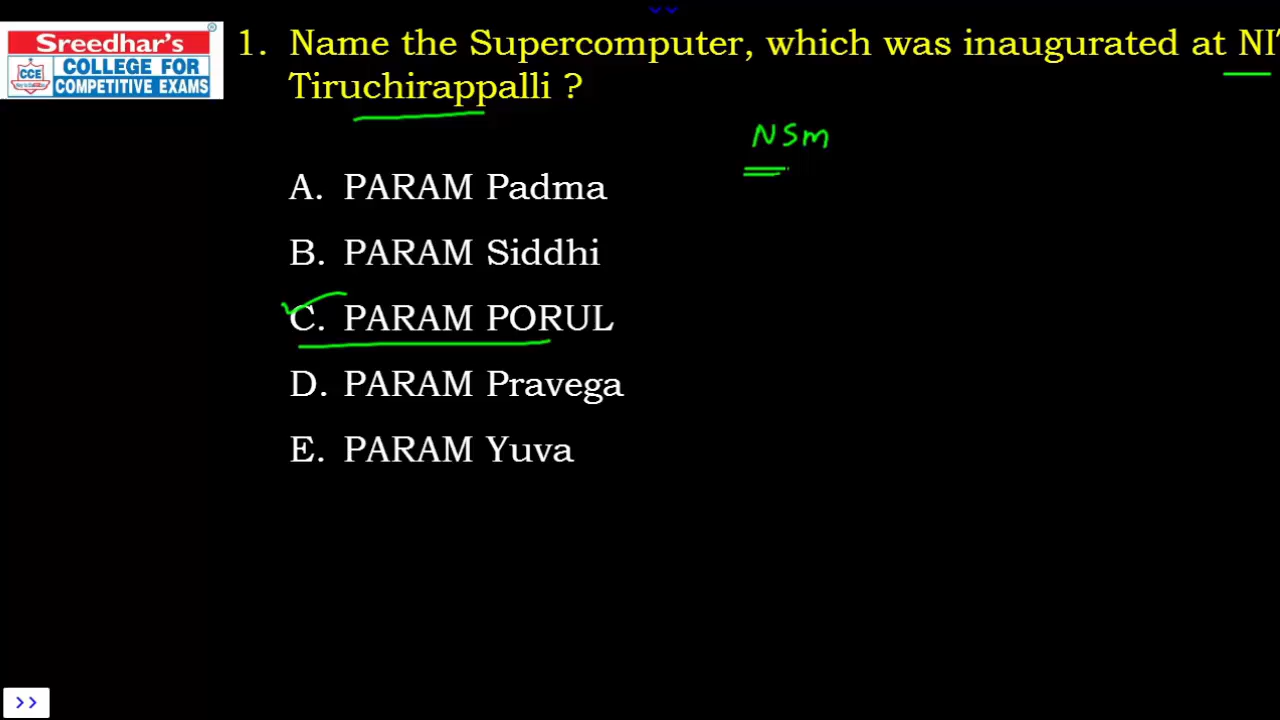 Sreedhar's
CCE
COLLEGE FOR
COMPETITIVE EXAMS
1. Name the Supercomputer, which was inaugurated at NIT
Tiruchirappalli ?
NSm
A. PARAM Padma
B. PARAM Siddhi
C. PARAM PORUL
D. PARAM Pravega
E. PARAM Yuva
>>